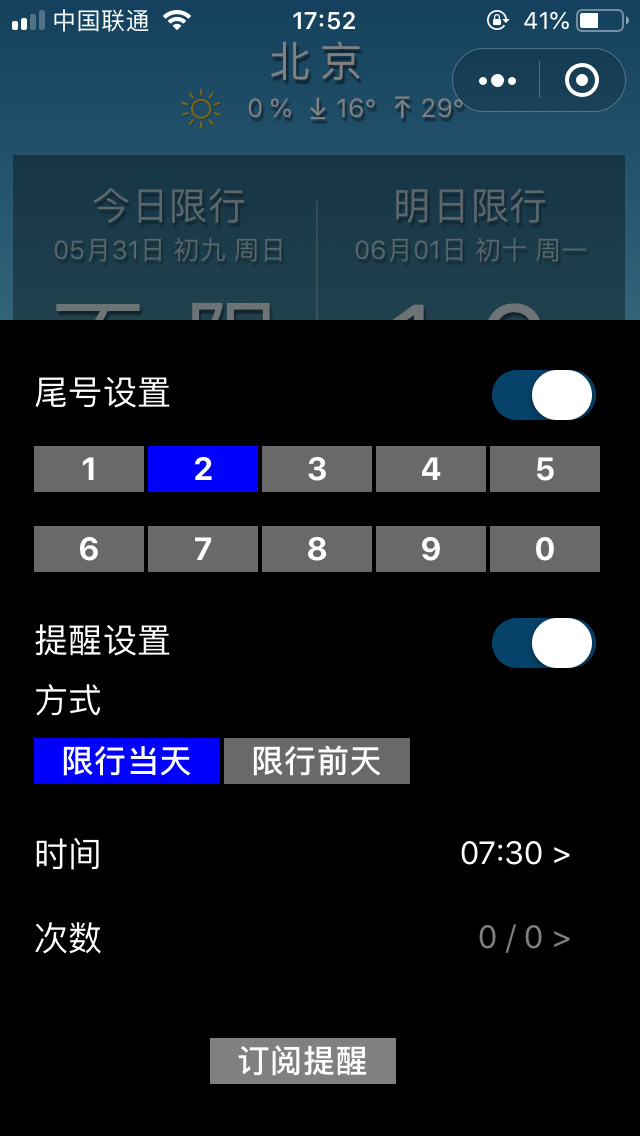 中国联通 17:52 41%
北京
0 % 16° 29°
今日限行 明日限行
05月31日 初九 周日 06月01日 初十 周一
尾号设置
1 2 3 4 5
6 7 8 9 0
提醒设置
方式
限行当天 限行前天
时间 07:30 >
次数 0 / 0 >
订阅提醒